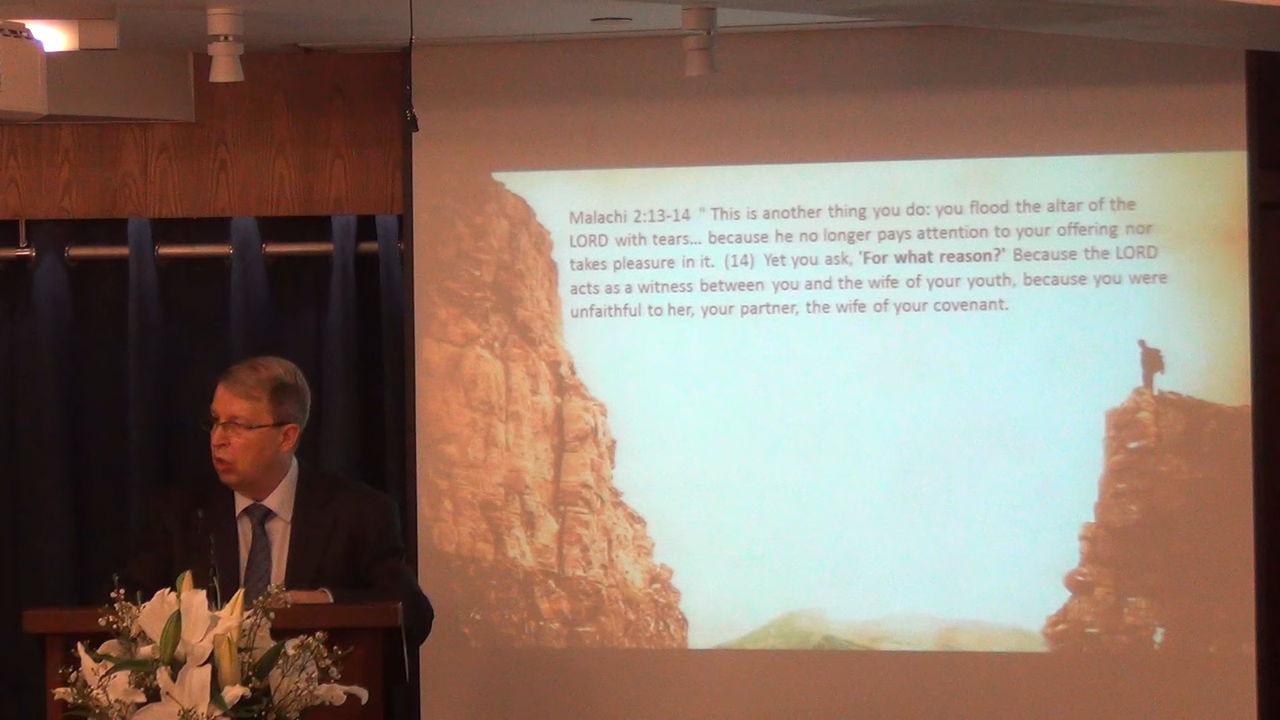 Malachi 2:13-14 " This is another thing you do: you flood the altar of the
LORD with tears... because he no longer pays attention to your offering nor
takes pleasure in it. (14) Yet you ask, 'For what reason?' Because the LORD
acts as a witness between you and the wife of your youth, because you were
unfaithful to her, your partner, the wife of your covenant.